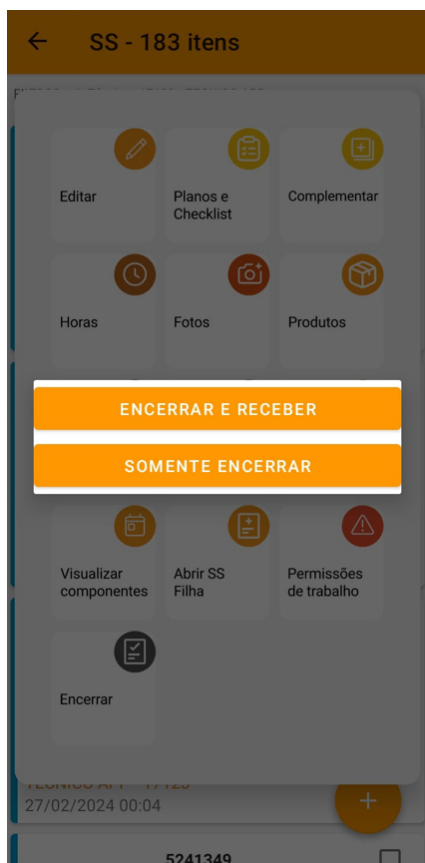 SS - 183 itens
Editar
Planos e
Checklist
Complementar
Horas
Fotos
Produtos
ENCERRAR E RECEBER
SOMENTE ENCERRAR
Visualizar
componentes
Abrir SS
Filha
Permissões
de trabalho
Encerrar
27/02/2024 00:04
5241349